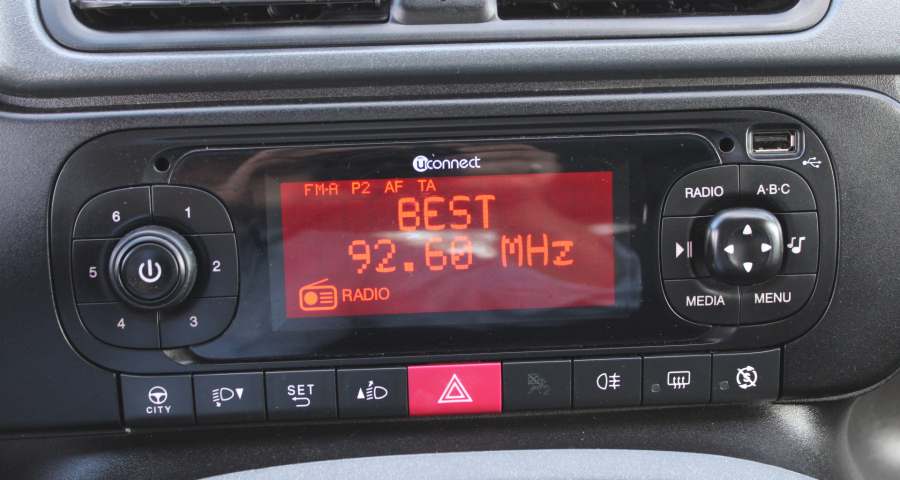 uconnect
FM-A P2 AF TA
BEST
92.60 MHz
RADIO
6 1
5 2
4 3
RADIO A·B·C
MEDIA MENU
CITY
SET